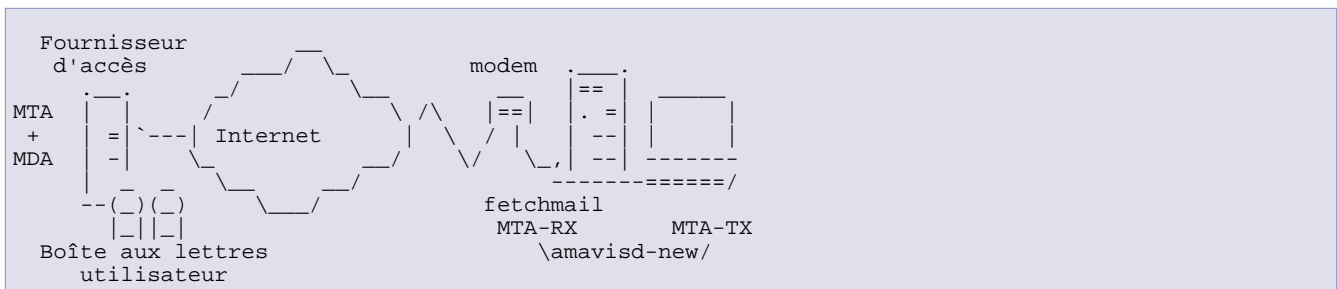 Fournisseur
d'accès
modem
MTA
+
MDA
Internet
fetchmail
MTA-RX MTA-TX
\amavisd-new/
Boîte aux lettres
utilisateur